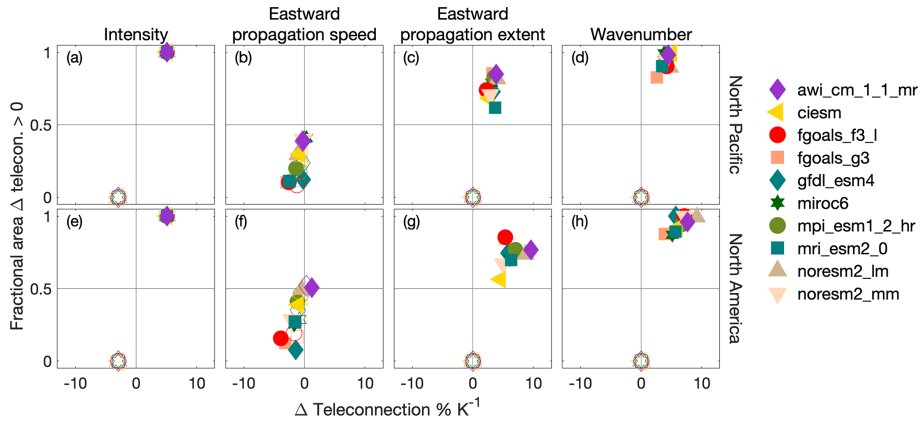 Intensity
Eastward
propagation speed
Eastward
propagation extent
Wavenumber
(a) (b) (c) (d)
1
0.5
0
North Pacific
(e) (f) (g) (h)
1
0.5
0
North America
-10 0 10 -10 0 10 -10 0 10 -10 0 10
Fractional area Δ telecon. > 0
Δ Teleconnection % K⁻¹
awi_cm_1_1_mr
ciesm
fgoals_f3_l
fgoals_g3
gfdl_esm4
miroc6
mpi_esm1_2_hr
mri_esm2_0
noresm2_lm
noresm2_mm